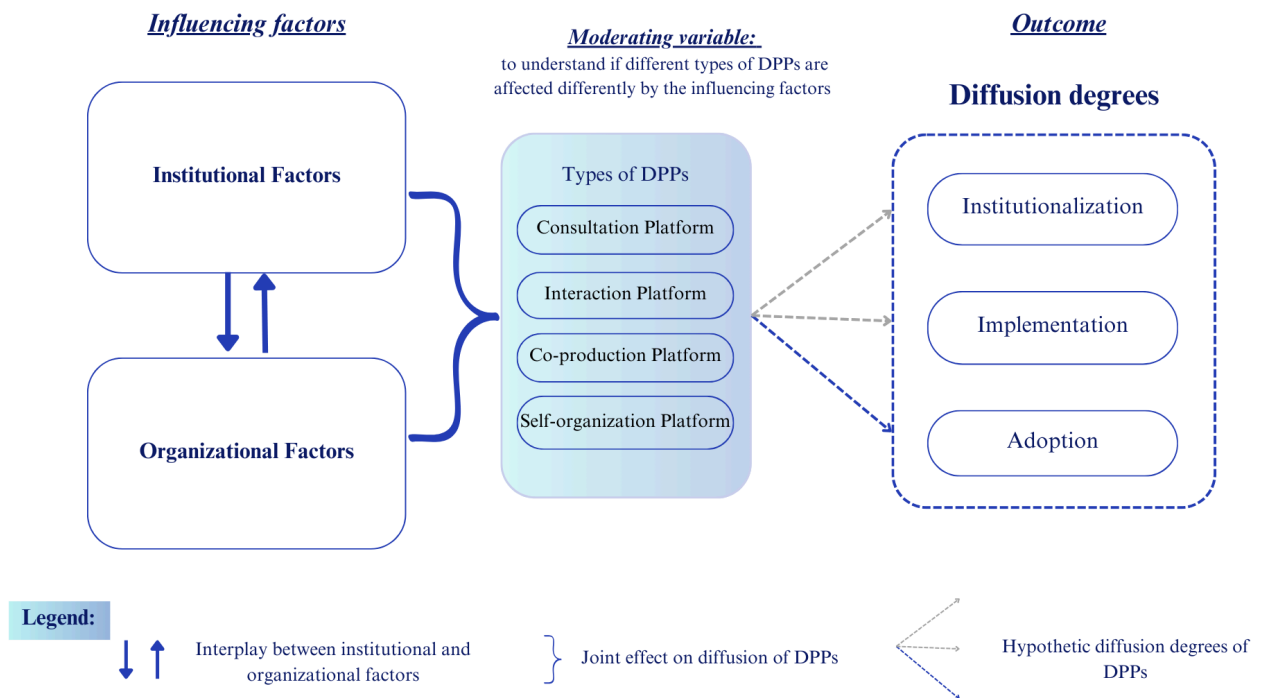 Influencing factors
Institutional Factors
Organizational Factors
Moderating variable:
to understand if different types of DPPs are
affected differently by the influencing factors
Types of DPPs
Consultation Platform
Interaction Platform
Co-production Platform
Self-organization Platform
Outcome
Diffusion degrees
Institutionalization
Implementation
Adoption
Legend:
Interplay between institutional and
organizational factors
Joint effect on diffusion of DPPs
Hypothetic diffusion degrees of
DPPs